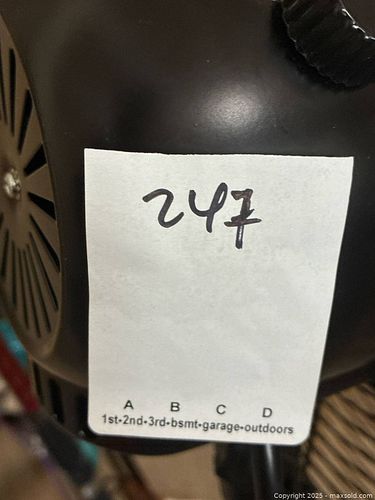 247
A B C D
1st-2nd-3rd-bsmt-garage-outdoors
Copyright 2025 - maxsold.com